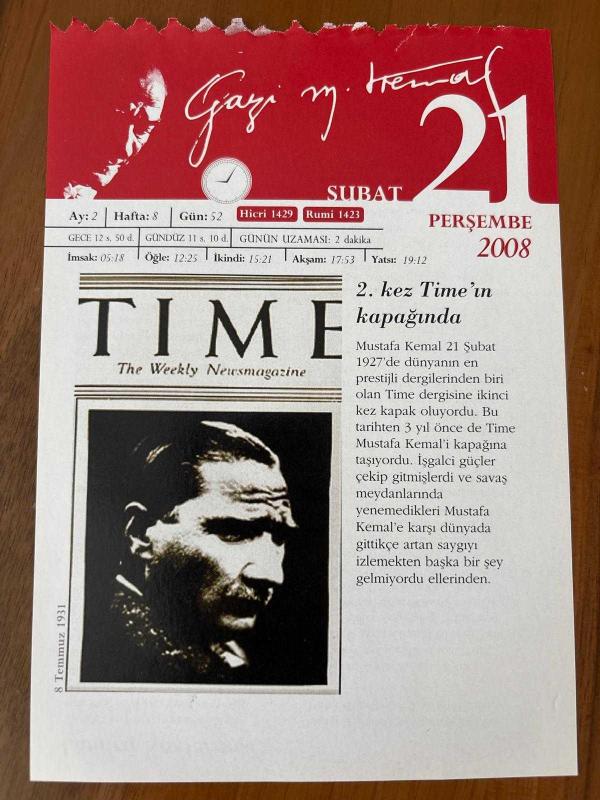 Gazi M. Kemal
SUBAT 21
PERŞEMBE
2008
Ay: 2 Hafta: 8 Gün: 52 Hicri 1429 Rumi 1423
GECE 12 s. 50 d. GÜNDÜZ 11 s. 10 d. GÜNÜN UZAMASI: 2 dakika
İmsak: 05:18 Öğle: 12:25 İkindi: 15:21 Akşam: 17:53 Yatsı: 19:12
TIME
The Weekly Newsmagazine
8 Temmuz 1931
2. kez Time'ın
kapağında
Mustafa Kemal 21 Şubat
1927'de dünyanın en
prestijli dergilerinden biri
olan Time dergisine ikinci
kez kapak oluyordu. Bu
tarihten 3 yıl önce de Time
Mustafa Kemal'i kapağına
taşıyordu. İşgalci güçler
çekip gitmişlerdi ve savaş
meydanlarında
yenemedikleri Mustafa
Kemal'e karşı dünyada
gittikçe artan saygıyı
izlemekten başka bir şey
gelmiyordu ellerinden.